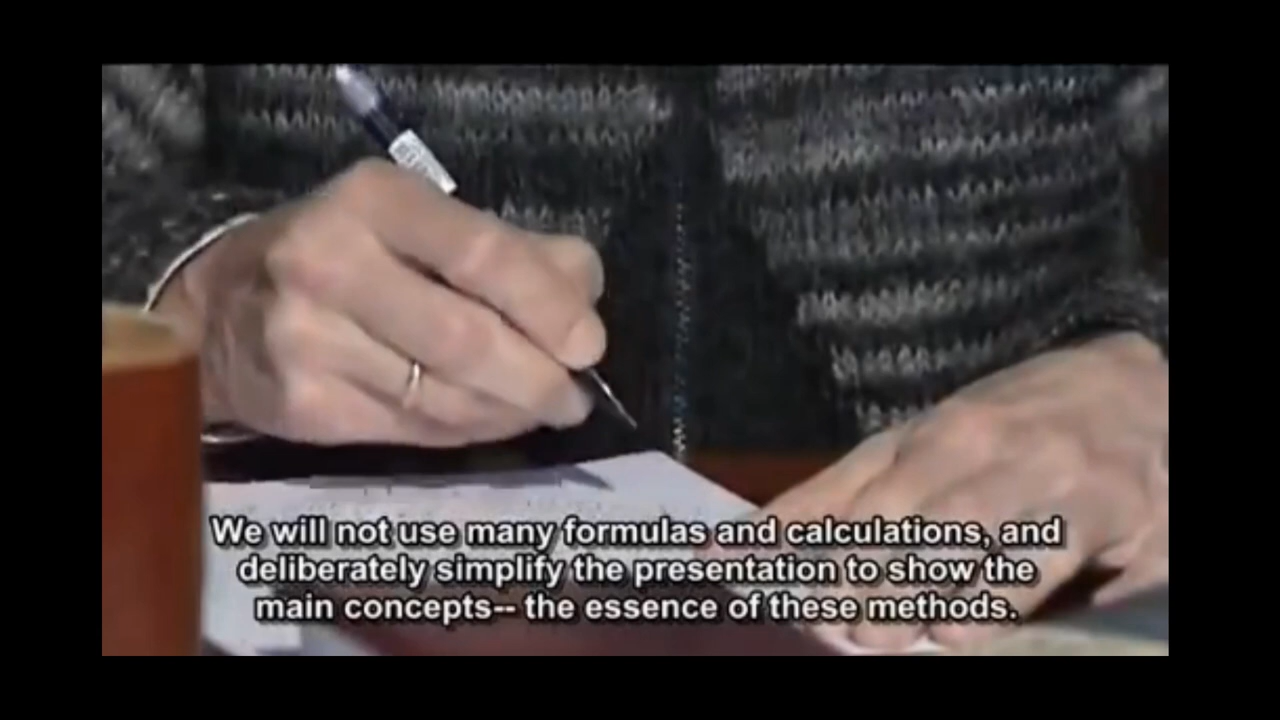 We will not use many formulas and calculations, and
deliberately simplify the presentation to show the
main concepts-- the essence of these methods.